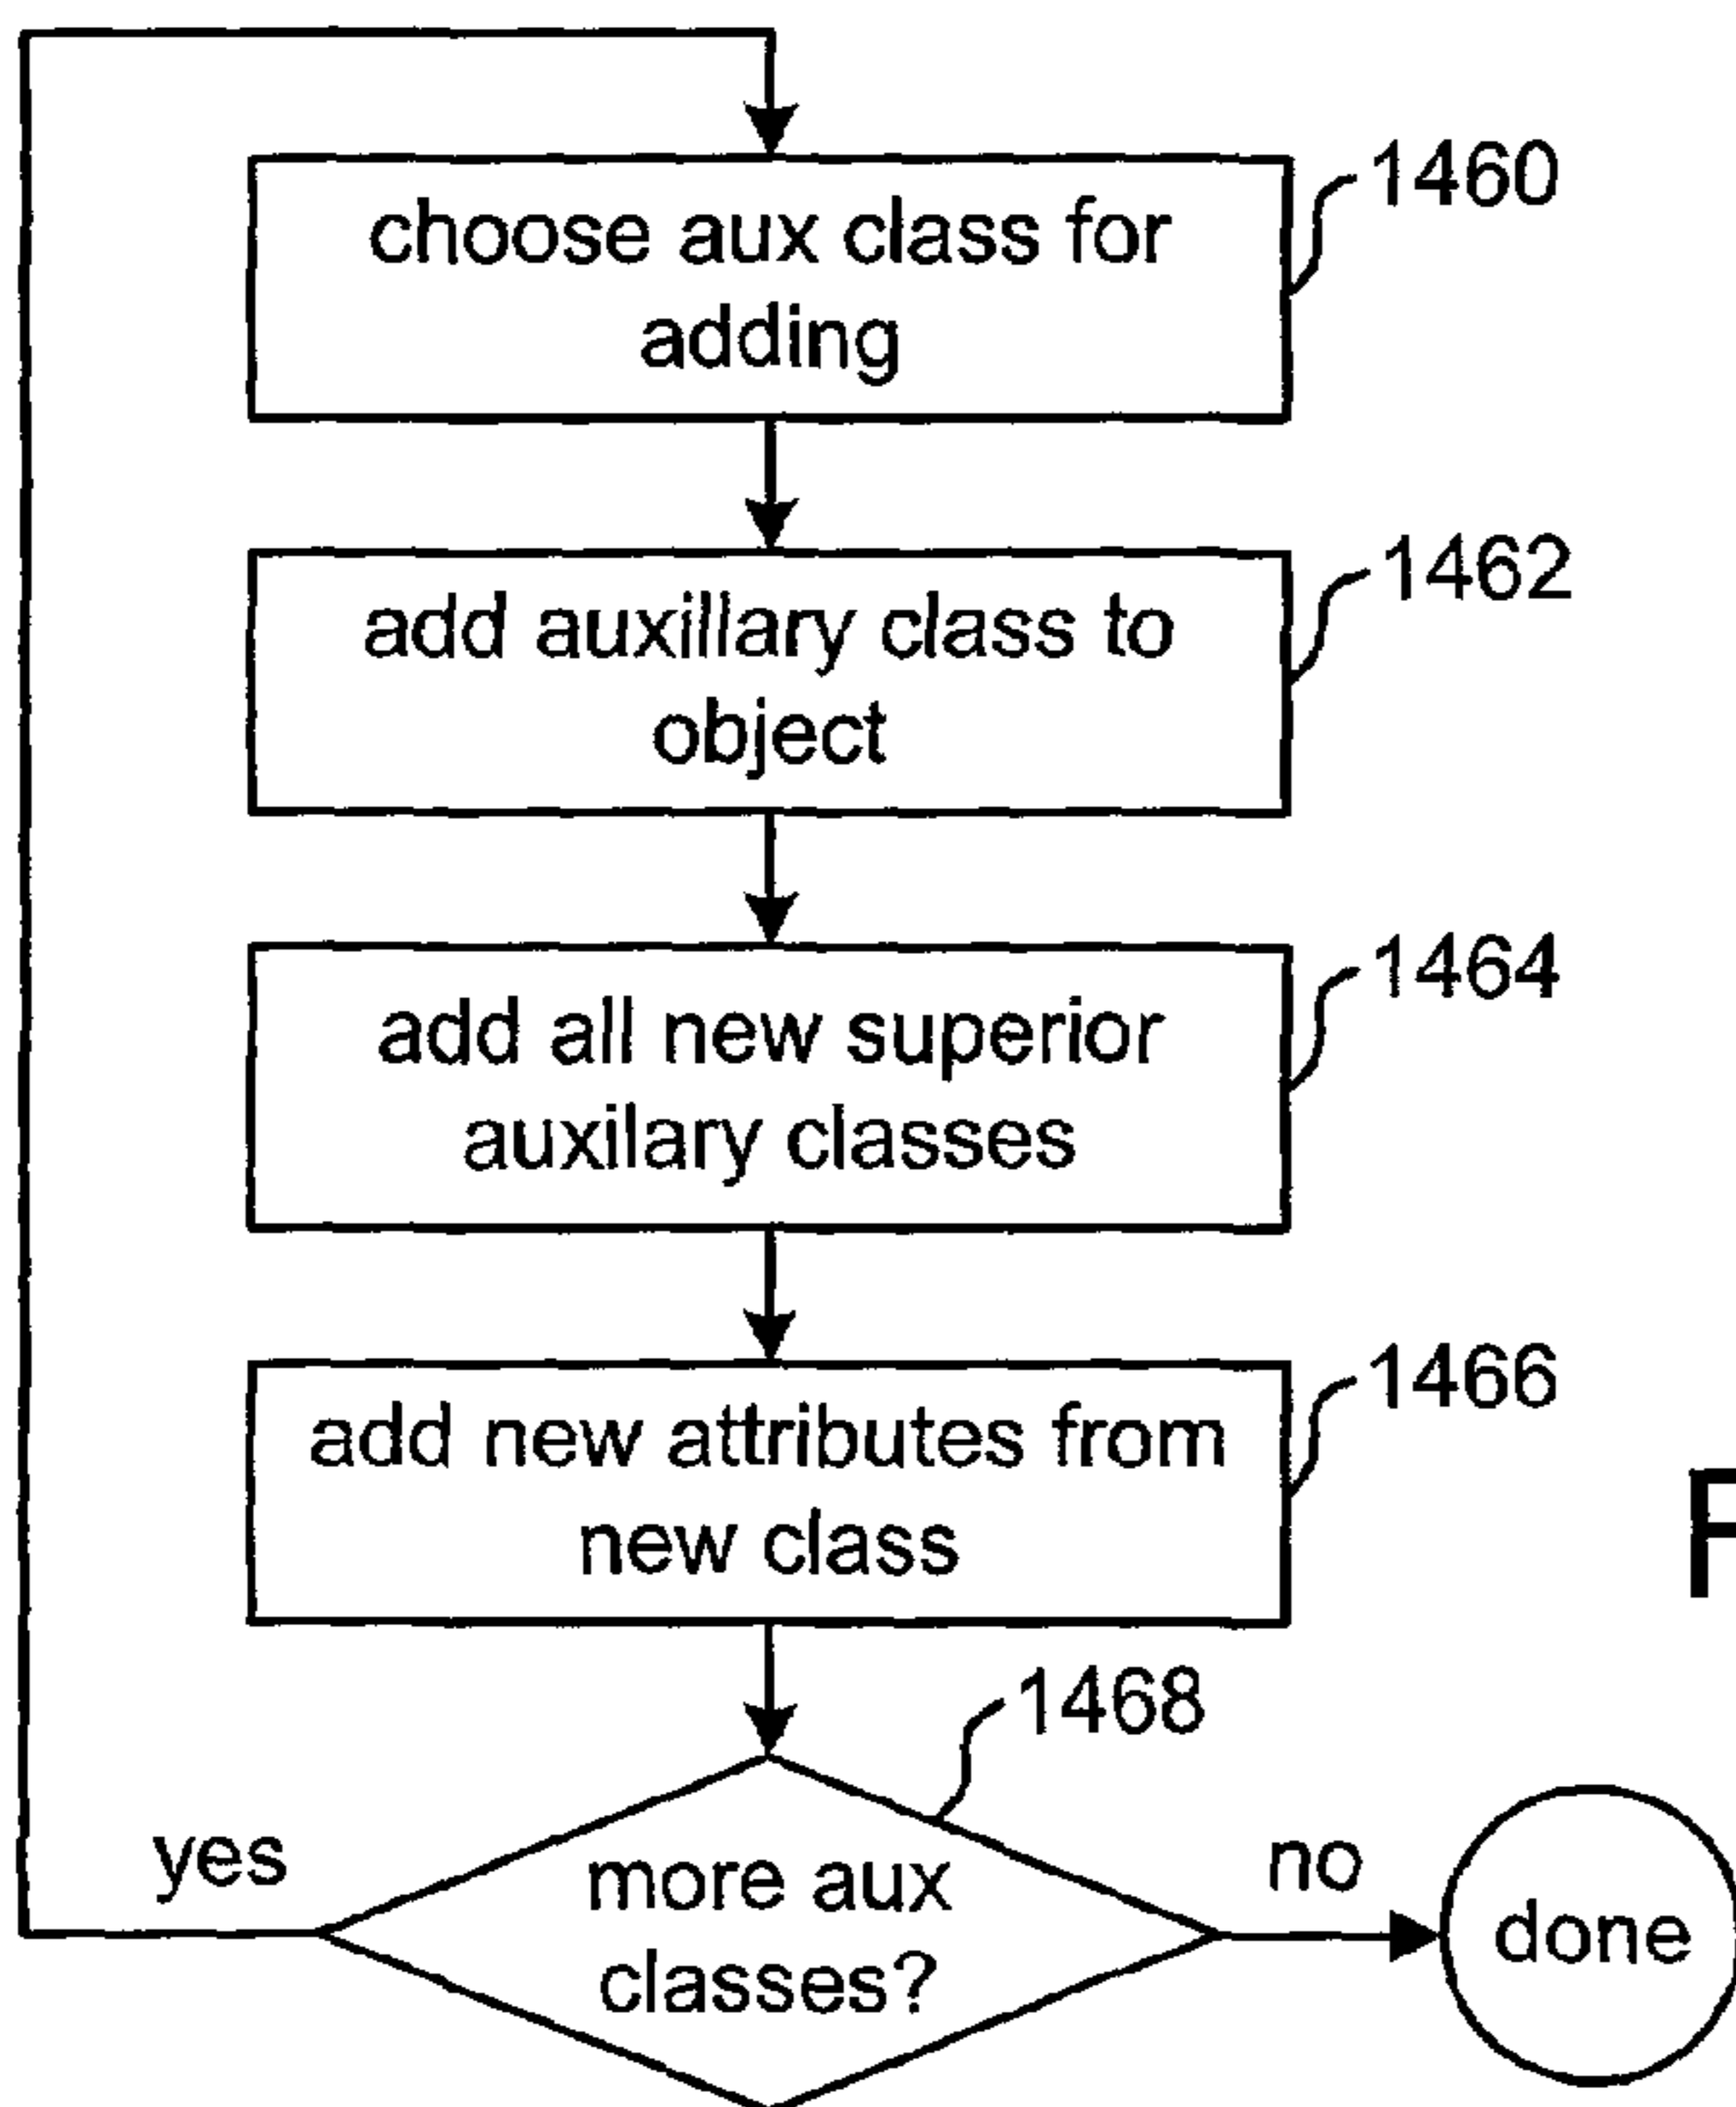 choose aux class for
adding
1460
add auxillary class to
object
1462
add all new superior
auxilary classes
1464
add new attributes from
new class
1466
F
1468
more aux
classes?
yes
no
done